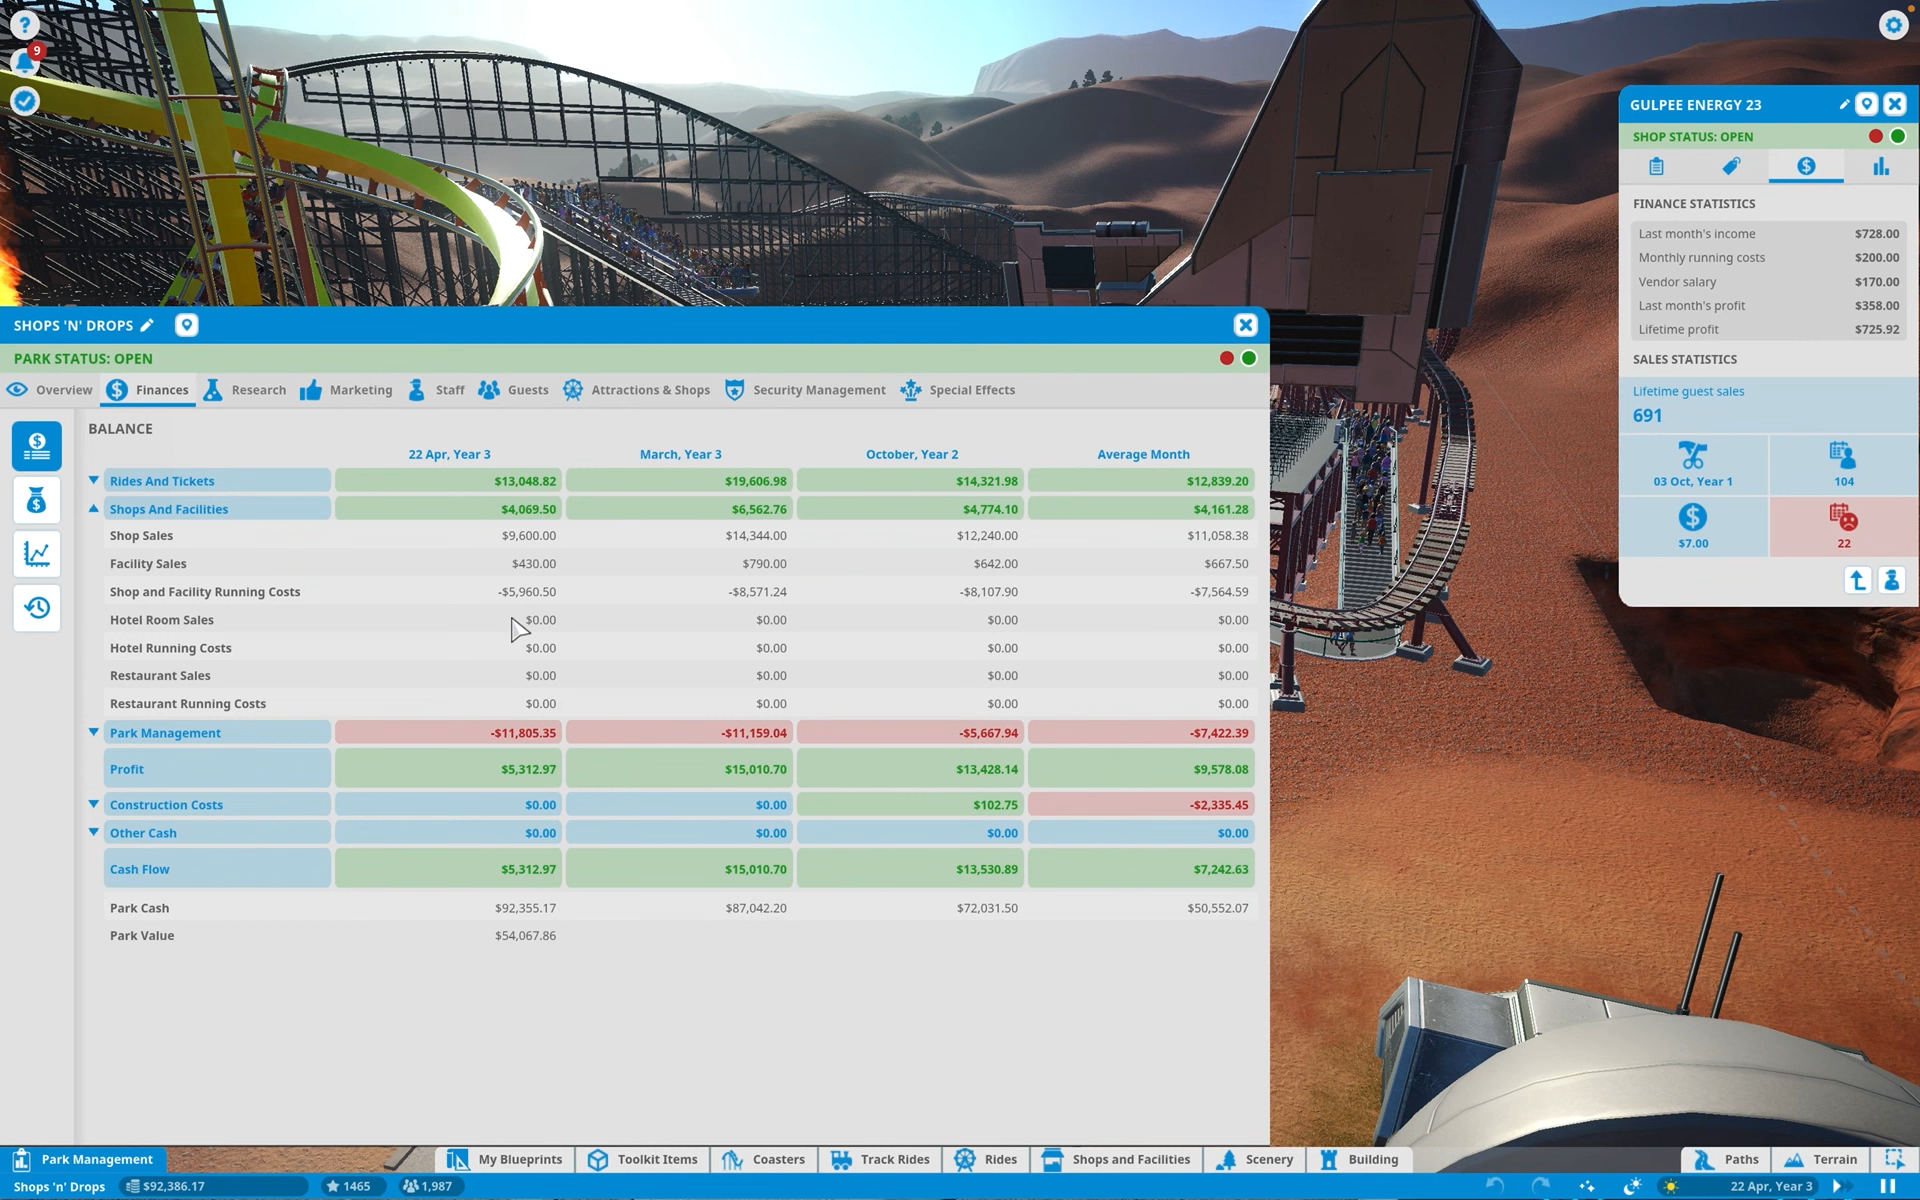 ?
9
SHOPS 'N' DROPS
PARK STATUS: OPEN
Overview Finances Research Marketing Staff Guests Attractions & Shops Security Management Special Effects
BALANCE
22 Apr, Year 3 March, Year 3 October, Year 2 Average Month
Rides And Tickets $13,048.82 $19,606.98 $14,321.98 $12,839.20
Shops And Facilities $4,069.50 $6,562.76 $4,774.10 $4,161.28
Shop Sales $9,600.00 $14,344.00 $12,240.00 $11,058.38
Facility Sales $430.00 $790.00 $642.00 $667.50
Shop and Facility Running Costs -$5,960.50 -$8,571.24 -$8,107.90 -$7,564.59
Hotel Room Sales $0.00 $0.00 $0.00 $0.00
Hotel Running Costs $0.00 $0.00 $0.00 $0.00
Restaurant Sales $0.00 $0.00 $0.00 $0.00
Restaurant Running Costs $0.00 $0.00 $0.00 $0.00
Park Management -$11,805.35 -$11,159.04 -$5,667.94 -$7,422.39
Profit $5,312.97 $15,010.70 $13,428.14 $9,578.08
Construction Costs $0.00 $0.00 $102.75 -$2,335.45
Other Cash $0.00 $0.00 $0.00 $0.00
Cash Flow $5,312.97 $15,010.70 $13,530.89 $7,242.63
Park Cash $92,355.17 $87,042.20 $72,031.50 $50,552.07
Park Value $54,067.86
GULPEE ENERGY 23
SHOP STATUS: OPEN
FINANCE STATISTICS
Last month's income $728.00
Monthly running costs $200.00
Vendor salary $170.00
Last month's profit $358.00
Lifetime profit $725.92
SALES STATISTICS
Lifetime guest sales
691
03 Oct, Year 1 104
$7.00 22
Park Management My Blueprints Toolkit Items Coasters Track Rides Rides Shops and Facilities Scenery Building Paths Terrain
Shops 'n' Drops $92,386.17 1465 1,987 22 Apr, Year 3